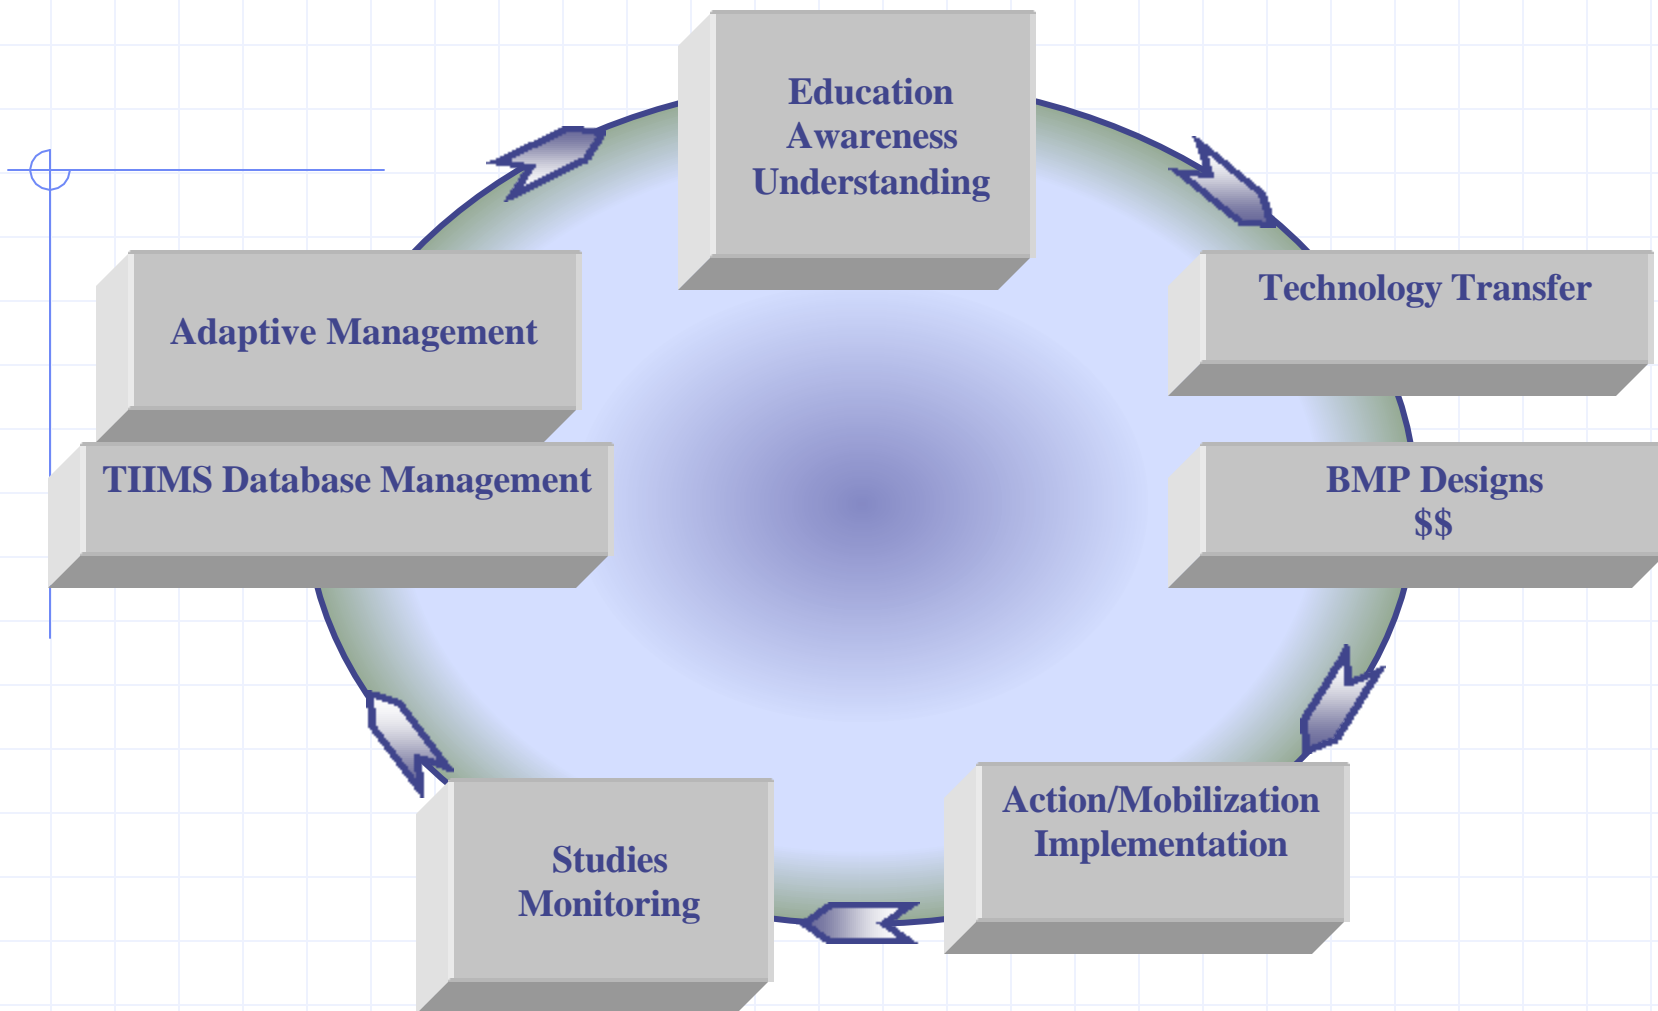 Education
Awareness
Understanding
Technology Transfer
BMP Designs
$$
Action/Mobilization
Implementation
Studies
Monitoring
TIIMS Database Management
Adaptive Management